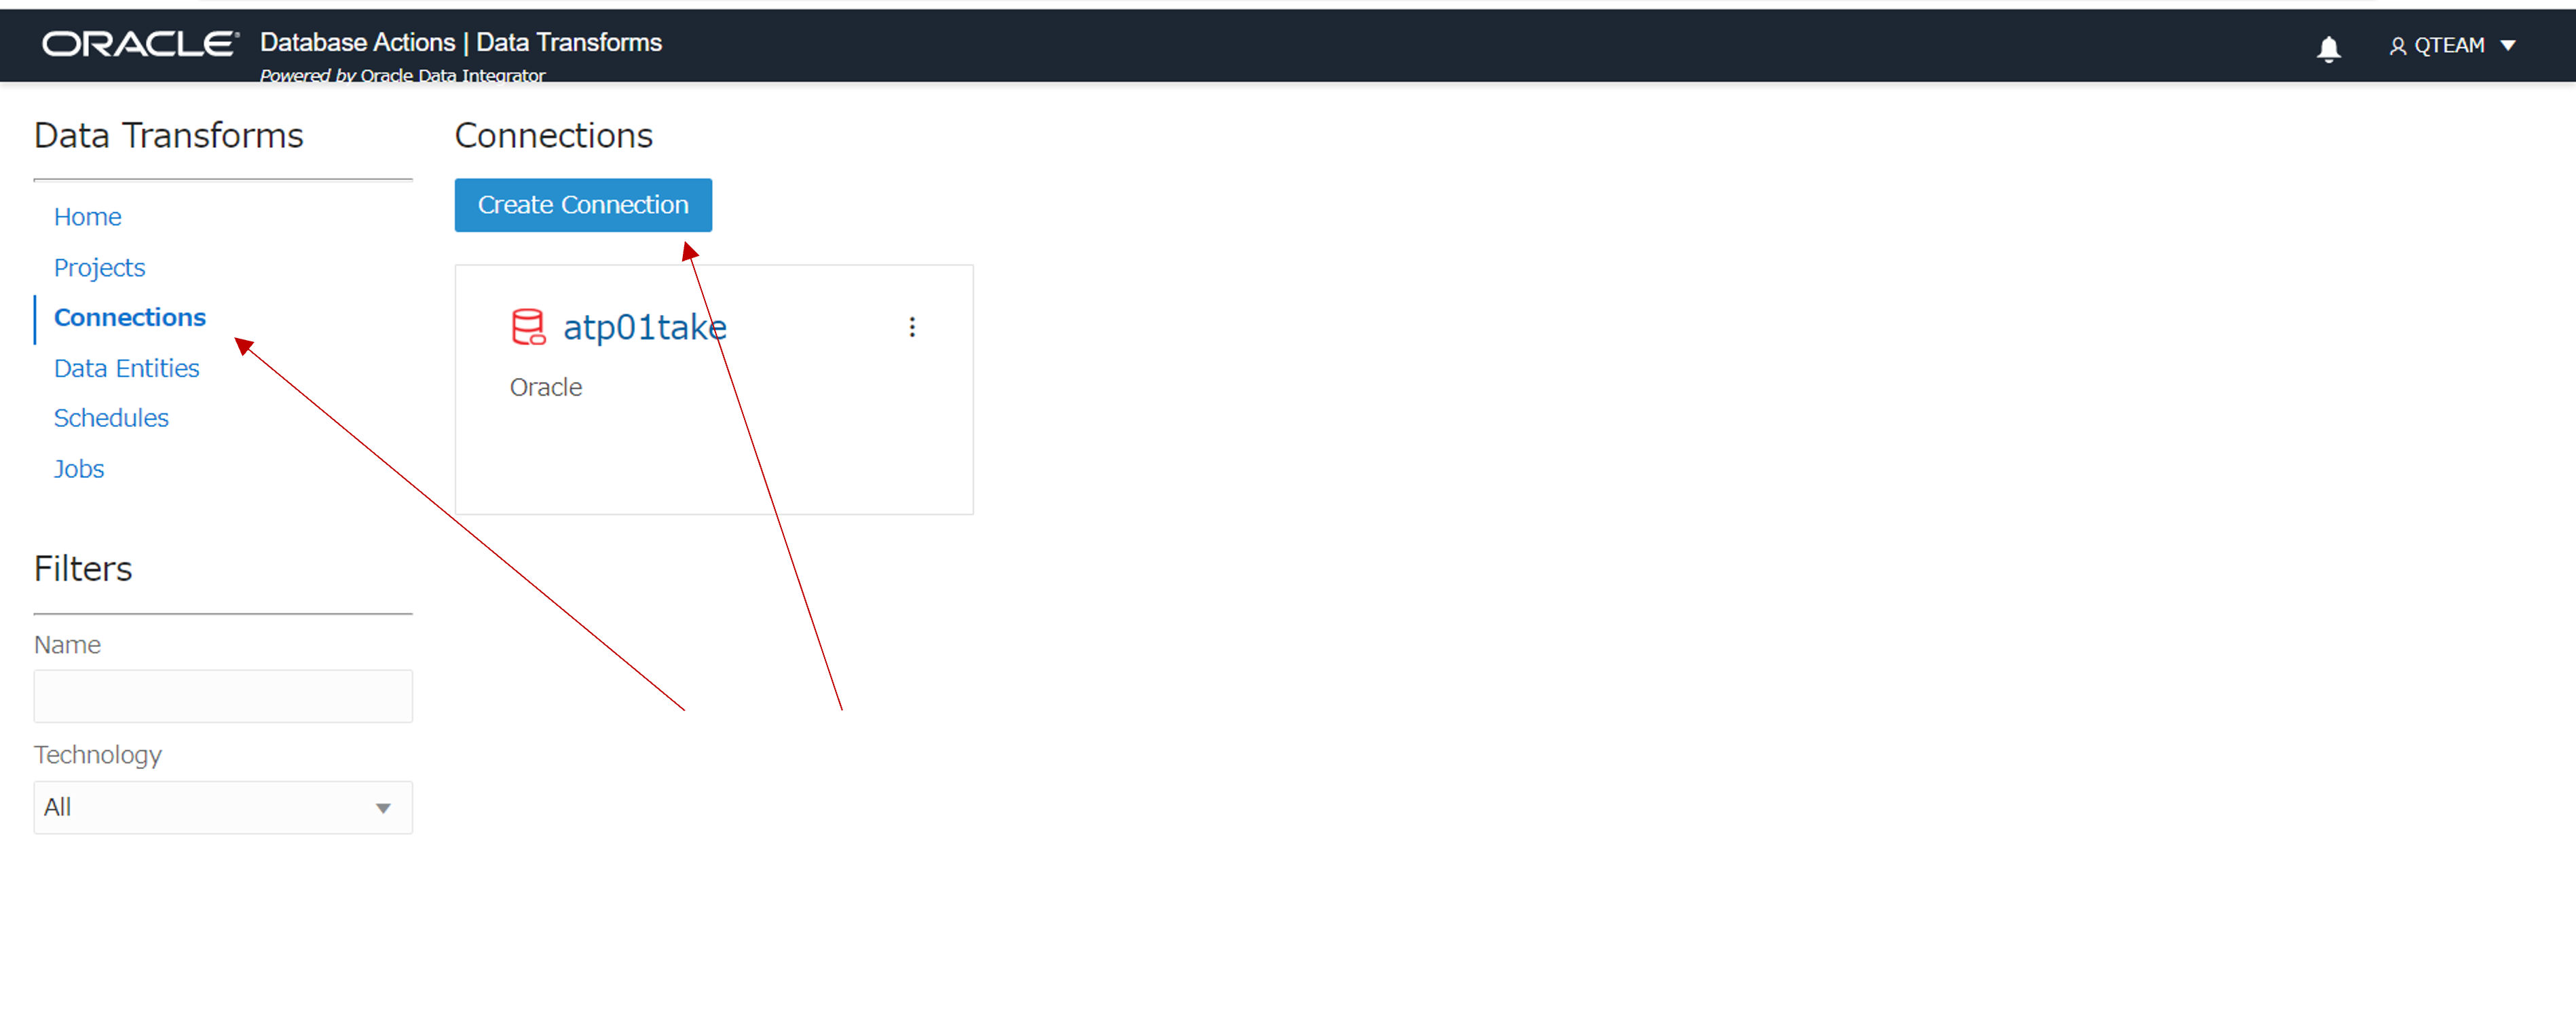 ORACLE® Database Actions | Data Transforms
Powered by Oracle Data Integrator
QTEAM
Data Transforms
Home
Projects
Connections
Data Entities
Schedules
Jobs
Filters
Name
Technology
All
Connections
Create Connection
atp01take
Oracle